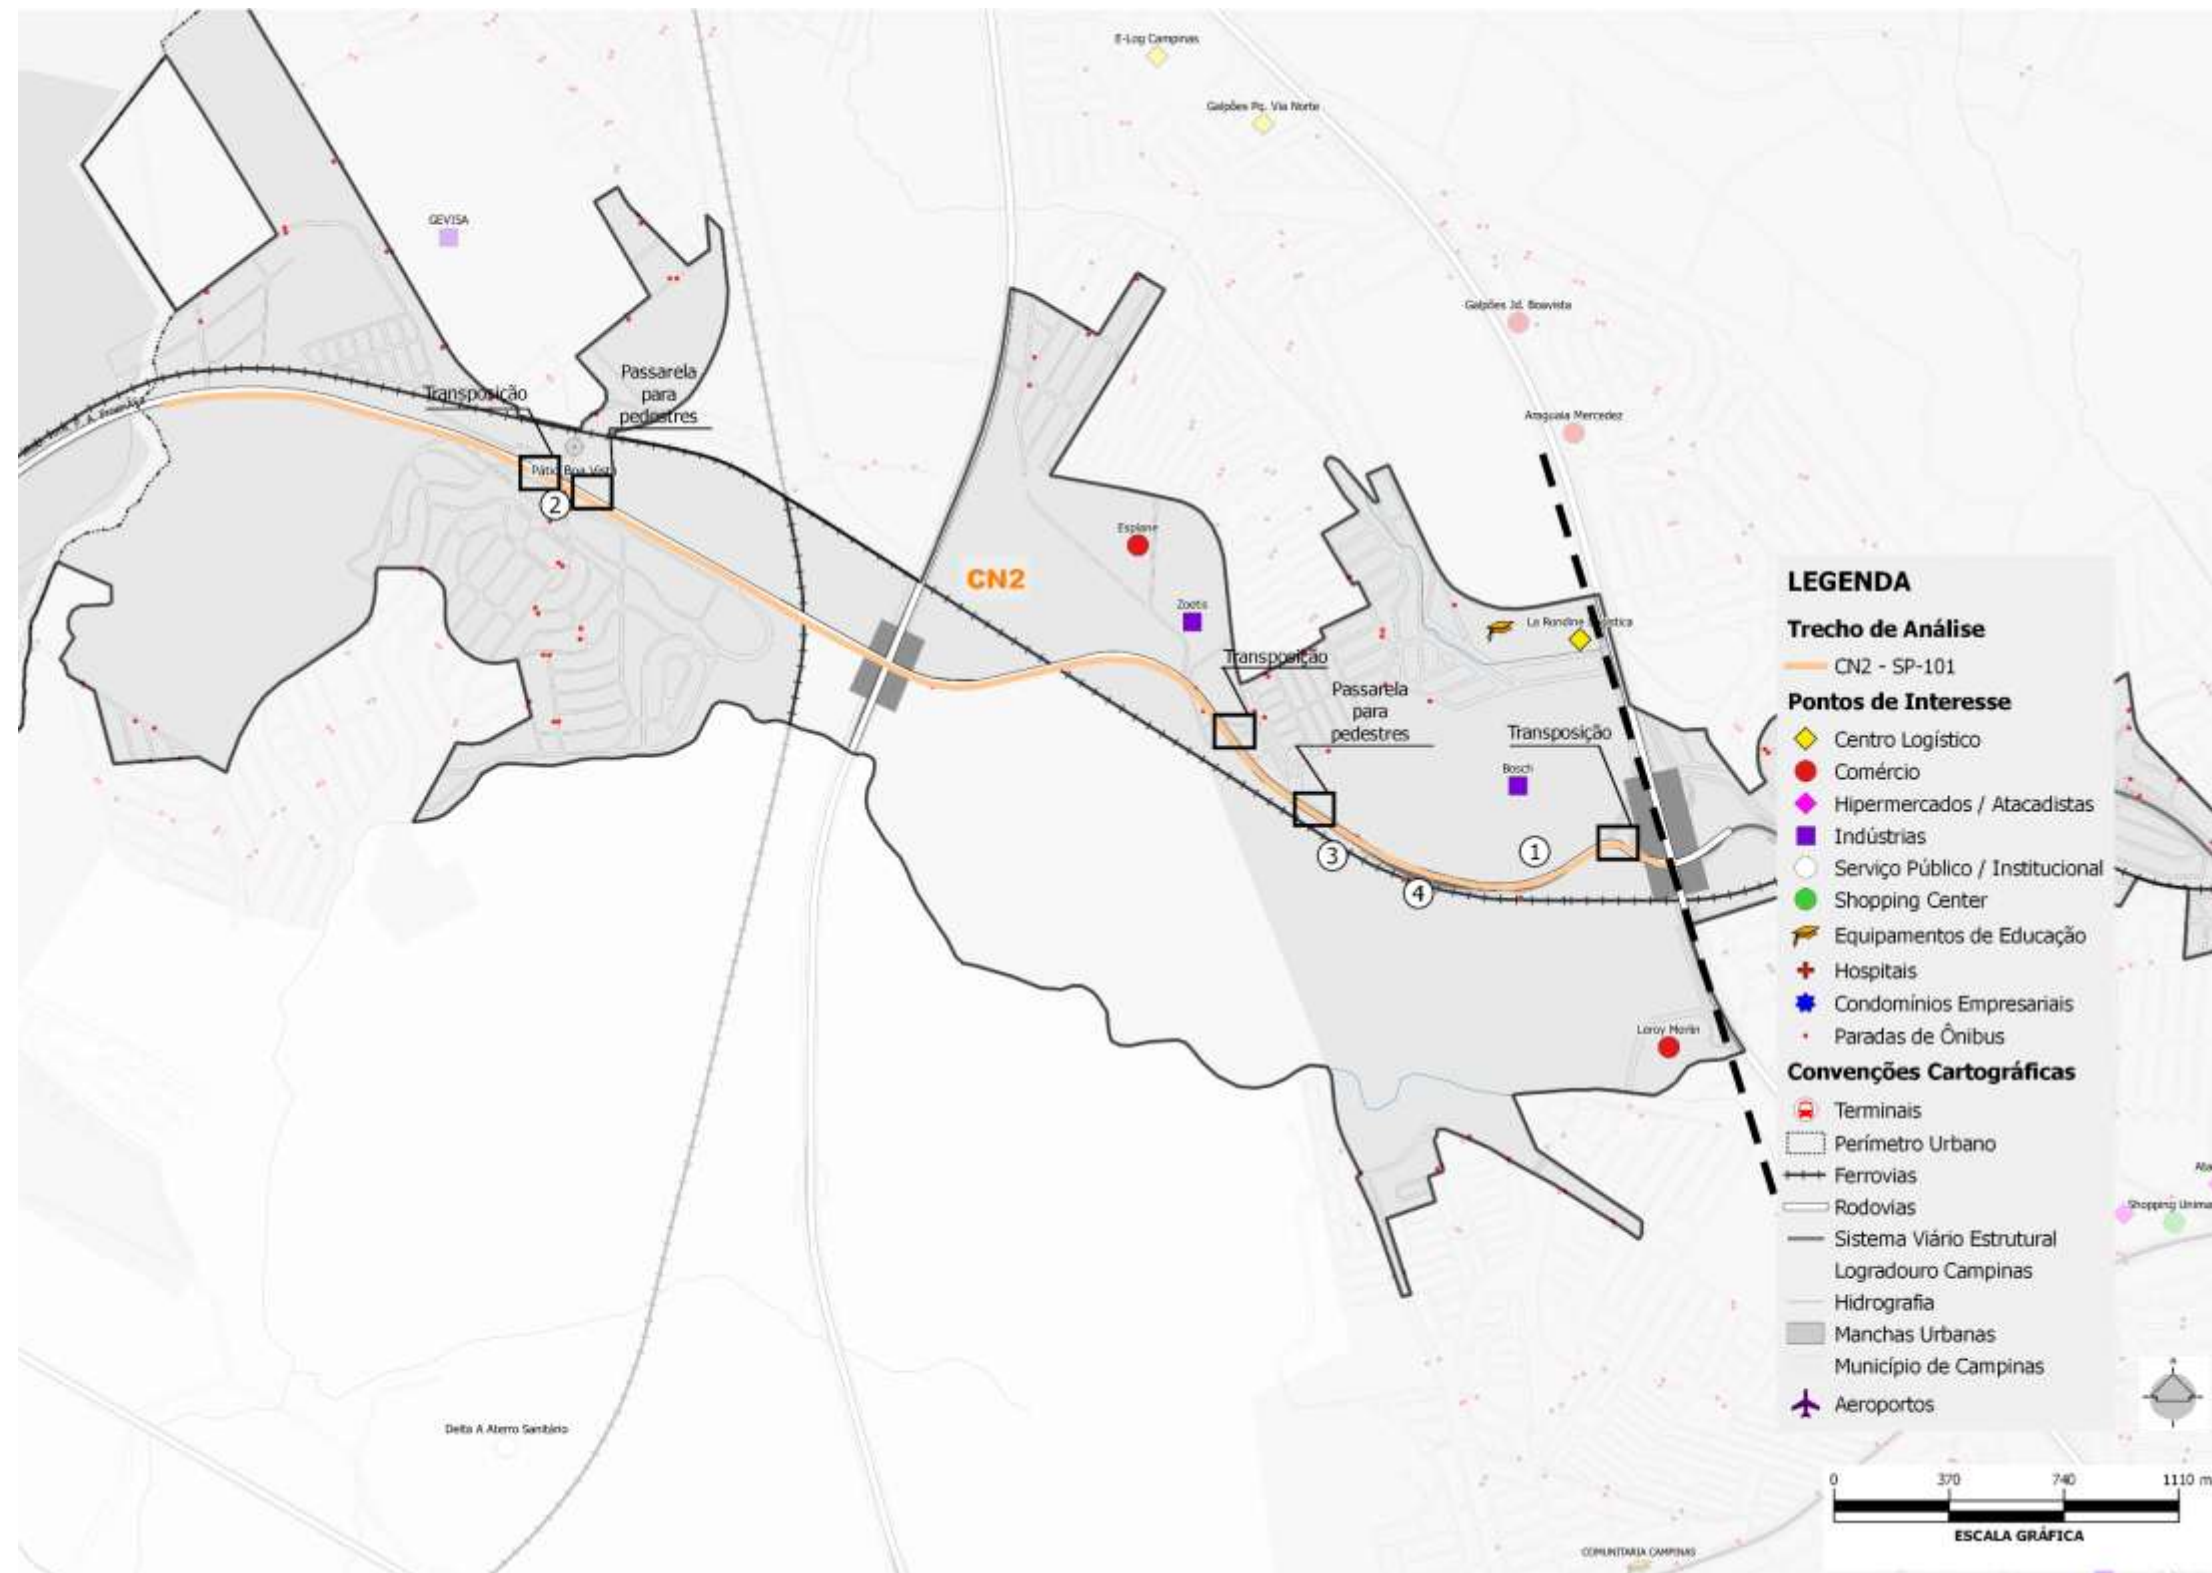 E-Log Campinas
Galpões Pq. Via Norte
GEVISA
Galpões Jd. Boavista
Passarela
para
pedestres
Transposição
Araguaia Mercedez
Pátio Boa Vista
2
Esplane
CN2
Zoetis
La Rondine
Transposição
Passarela
para
pedestres
Transposição
Bosch
1
3
4
Leroy Merlin
Delta A Aterro Sanitário
COMUNITARIA CAMPINAS
Shopping Unima
Ata
LEGENDA
Trecho de Análise
CN2 - SP-101
Pontos de Interesse
Centro Logístico
Comércio
Hipermercados / Atacadistas
Indústrias
Serviço Público / Institucional
Shopping Center
Equipamentos de Educação
Hospitais
Condomínios Empresariais
Paradas de Ônibus
Convenções Cartográficas
Terminais
Perímetro Urbano
Ferrovias
Rodovias
Sistema Viário Estrutural
Logradouro Campinas
Hidrografia
Manchas Urbanas
Município de Campinas
Aeroportos
0 370 740 1110 m
ESCALA GRÁFICA